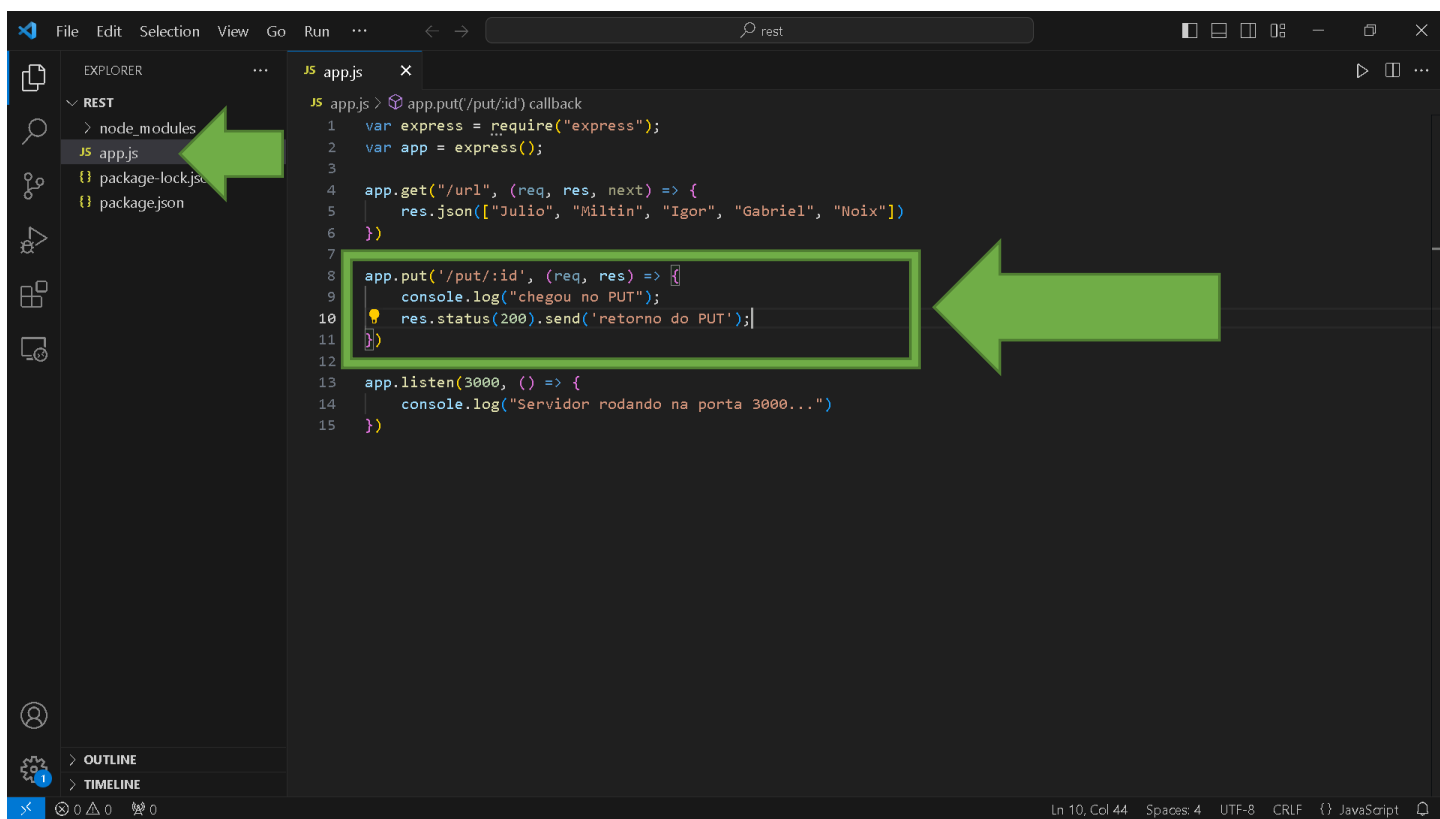 File Edit Selection View Go Run ··· rest
EXPLORER ···
REST
node_modules
JS app.js
{} package-lock.js
{} package.json
OUTLINE
TIMELINE
JS app.js
JS app.js > app.put('/put/:id') callback
1 var express = require("express");
2 var app = express();
3
4 app.get("/url", (req, res, next) => {
5 res.json(["Julio", "Miltin", "Igor", "Gabriel", "Noix"])
6 })
7
8 app.put('/put/:id', (req, res) => {
9 console.log("chegou no PUT");
10 res.status(200).send('retorno do PUT');
11 })
12
13 app.listen(3000, () => {
14 console.log("Servidor rodando na porta 3000...")
15 })
1
0 0 0 Ln 10, Col 44 Spaces: 4 UTF-8 CRLF {} JavaScript